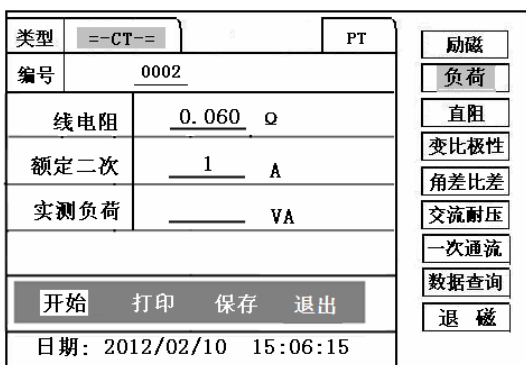 类型 =-CT-= PT
编号 0002
线电阻 0.060 Ω
额定二次 1 A
实测负荷 VA
开始 打印 保存 退出
日期: 2012/02/10 15:06:15
励磁
负荷
直阻
变比极性
角差比差
交流耐压
一次通流
数据查询
退 磁